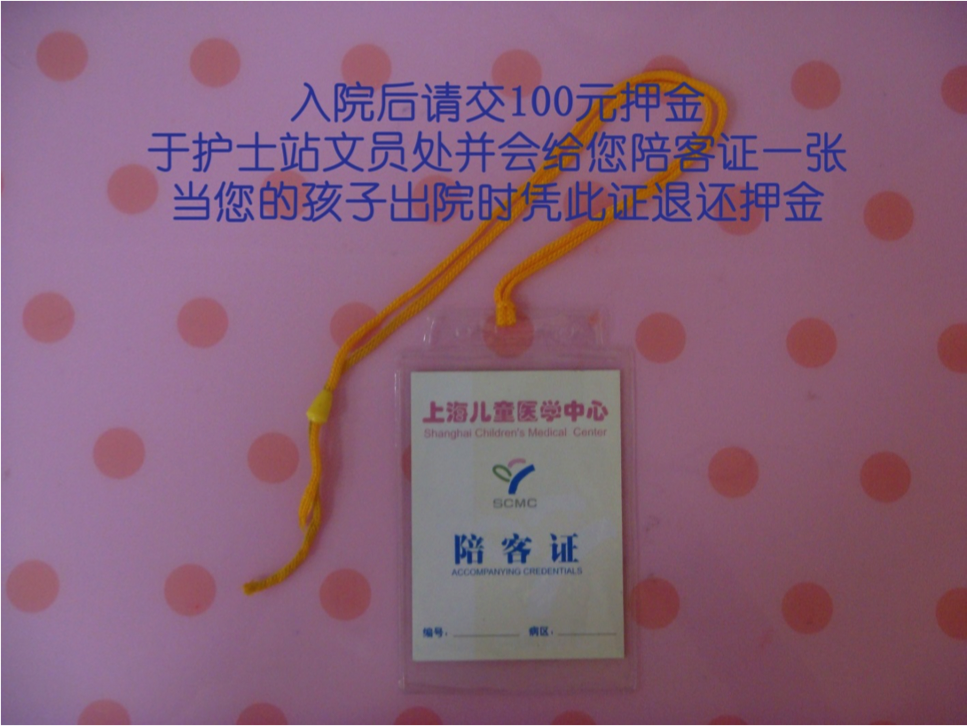 入院后请交100元押金
于护士站文员处并会给您陪客证一张
当您的孩子出院时凭此证退还押金
上海儿童医学中心
Shanghai Children's Medical Center
SCMC
陪客证
ACCOMPANYING CREDENTIALS
编号：__________ 病区：__________